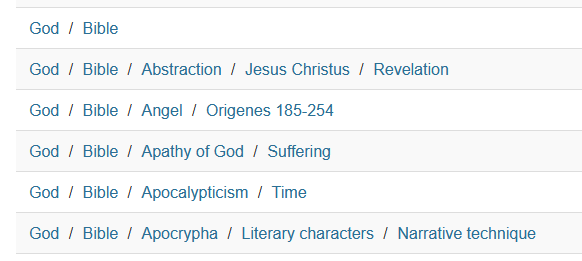 God / Bible
God / Bible / Abstraction / Jesus Christus / Revelation
God / Bible / Angel / Origenes 185-254
God / Bible / Apathy of God / Suffering
God / Bible / Apocalypticism / Time
God / Bible / Apocrypha / Literary characters / Narrative technique